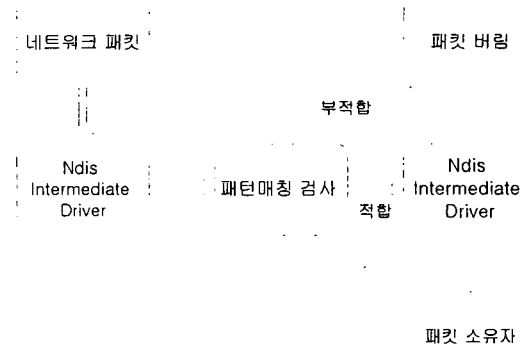 네트워크 패킷
패킷 버림
부적합
Ndis
Intermediate
Driver
패턴매칭 검사
적합
Ndis
Intermediate
Driver
패킷 소유자